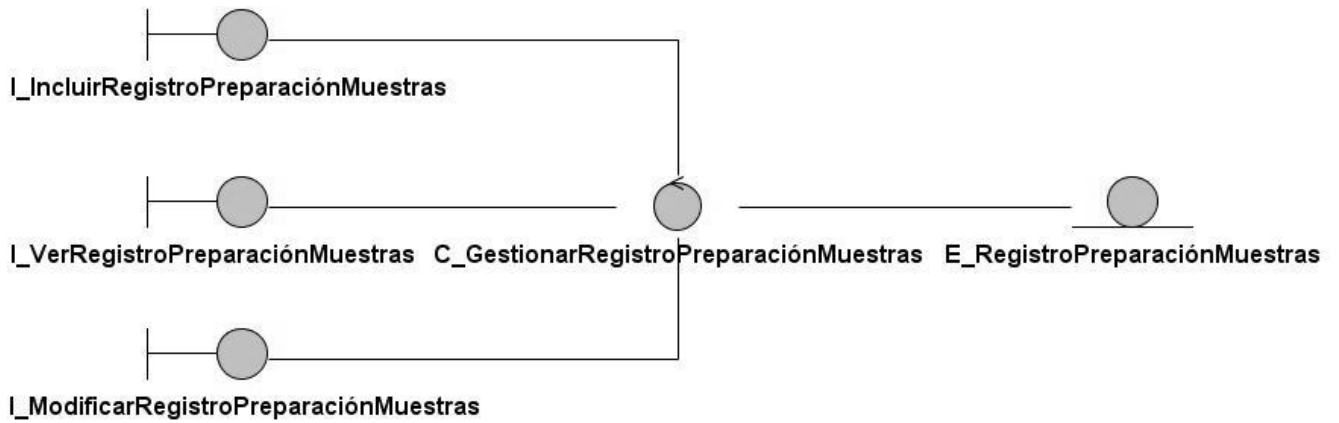 I_IncluirRegistroPreparaciónMuestras
I_VerRegistroPreparaciónMuestras C_GestionarRegistroPreparaciónMuestras E_RegistroPreparaciónMuestras
I_ModificarRegistroPreparaciónMuestras